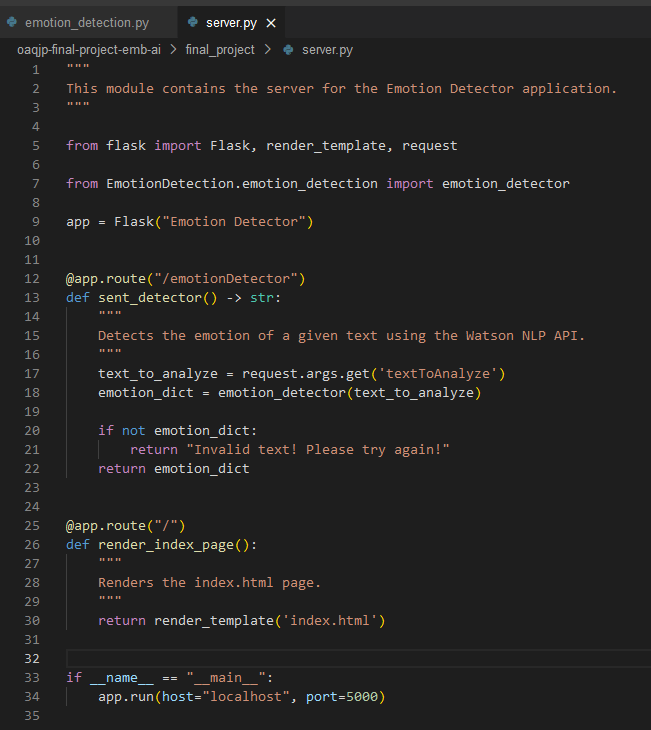 emotion_detection.py
server.py ×
oaqjp-final-project-emb-ai > final_project > server.py
1 """
2 This module contains the server for the Emotion Detector application.
3 """
4
5 from flask import Flask, render_template, request
6
7 from EmotionDetection.emotion_detection import emotion_detector
8
9 app = Flask("Emotion Detector")
10
11
12 @app.route("/emotionDetector")
13 def sent_detector() -> str:
14     """
15     Detects the emotion of a given text using the Watson NLP API.
16     """
17     text_to_analyze = request.args.get('textToAnalyze')
18     emotion_dict = emotion_detector(text_to_analyze)
19
20     if not emotion_dict:
21         return "Invalid text! Please try again!"
22     return emotion_dict
23
24
25 @app.route("/")
26 def render_index_page():
27     """
28     Renders the index.html page.
29     """
30     return render_template('index.html')
31
32
33 if __name__ == "__main__":
34     app.run(host="localhost", port=5000)
35